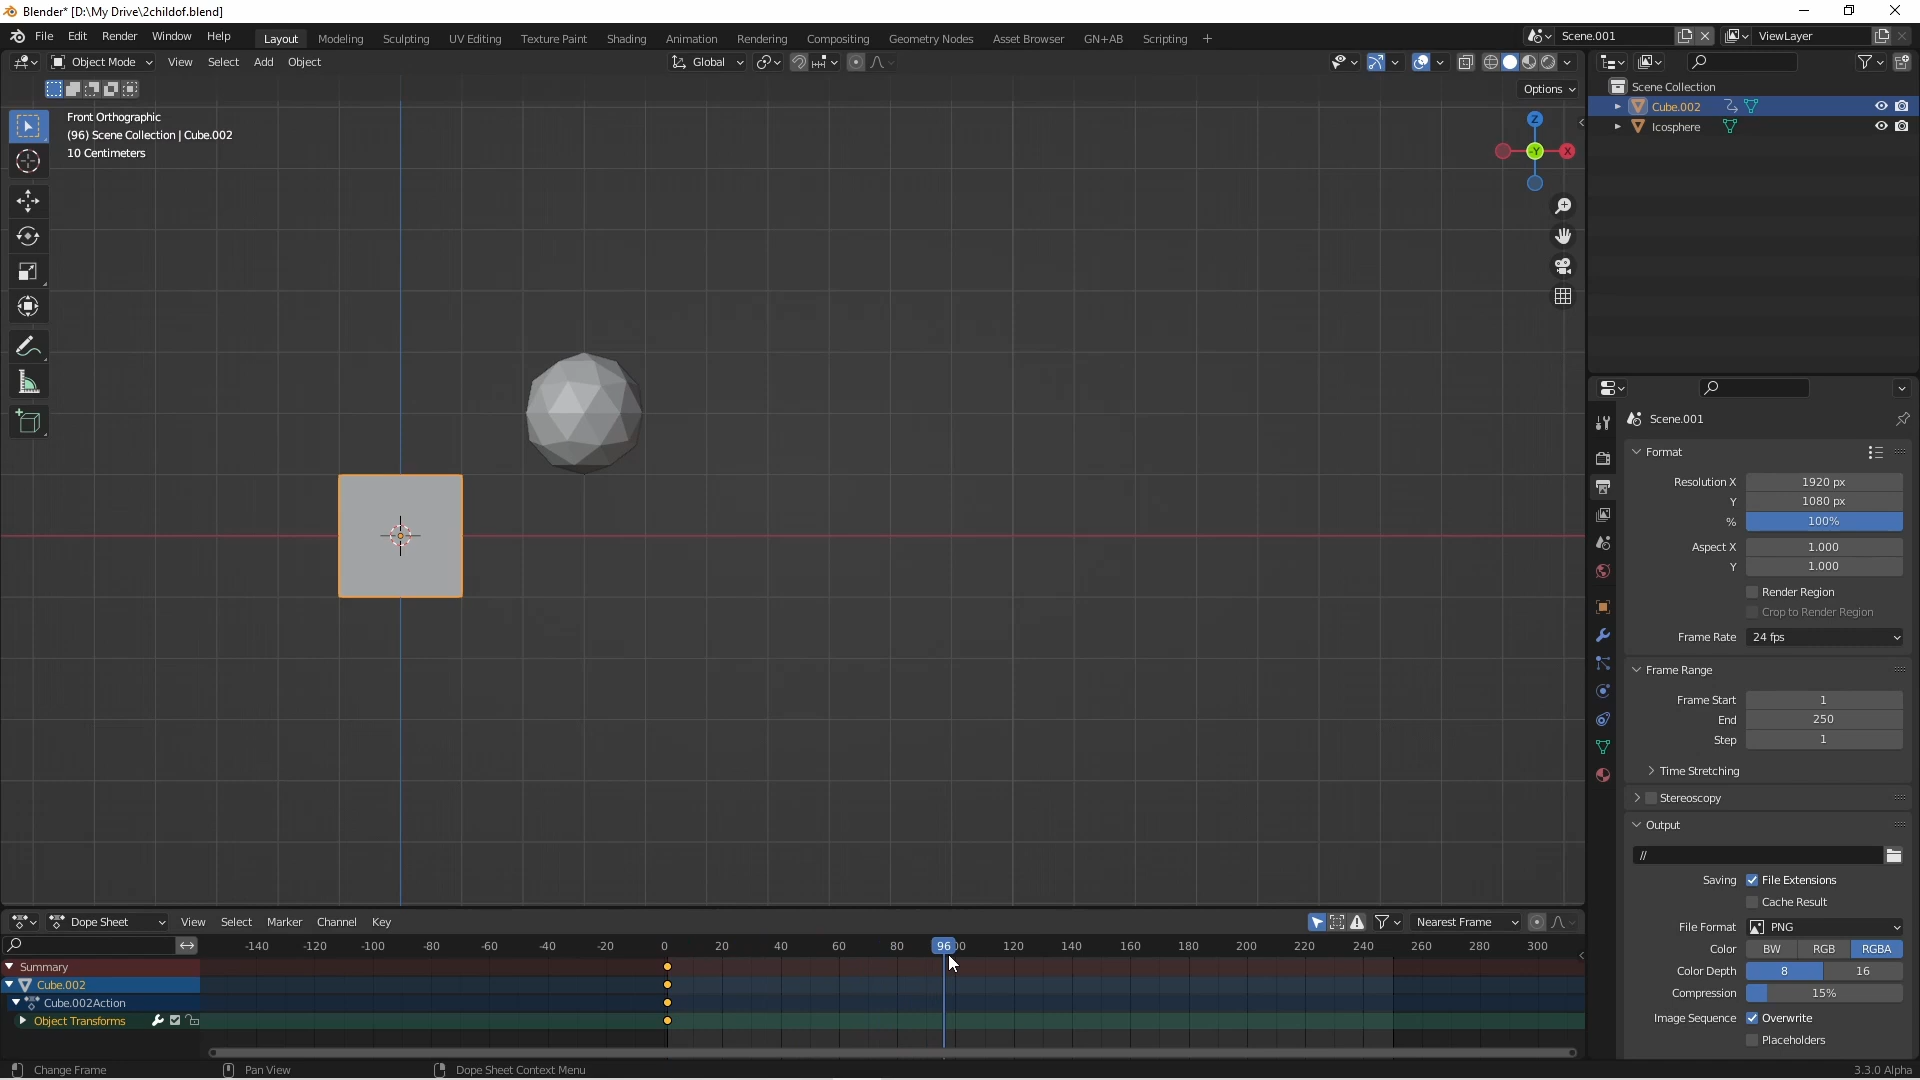 Blender* [D:\My Drive\2childof.blend]
File Edit Render Window Help Layout Modeling Sculpting UV Editing Texture Paint Shading Animation Rendering Compositing Geometry Nodes Asset Browser GN+AB Scripting + Scene.001 ViewLayer
Object Mode View Select Add Object Global
Options
Front Orthographic
(96) Scene Collection | Cube.002
10 Centimeters
Z
-Y X
Scene Collection
Cube.002
Icosphere
Scene.001
Format
Resolution X 1920 px
Y 1080 px
% 100%
Aspect X 1.000
Y 1.000
Render Region
Crop to Render Region
Frame Rate 24 fps
Frame Range
Frame Start 1
End 250
Step 1
Time Stretching
Stereoscopy
Output
//
Saving File Extensions
Cache Result
File Format PNG
Color BW RGB RGBA
Color Depth 8 16
Compression 15%
Image Sequence Overwrite
Placeholders
Dope Sheet View Select Marker Channel Key Nearest Frame
-140 -120 -100 -80 -60 -40 -20 0 20 40 60 80 96 00 120 140 160 180 200 220 240 260 280 300
Summary
Cube.002
Cube.002Action
Object Transforms
Change Frame Pan View Dope Sheet Context Menu 3.3.0 Alpha